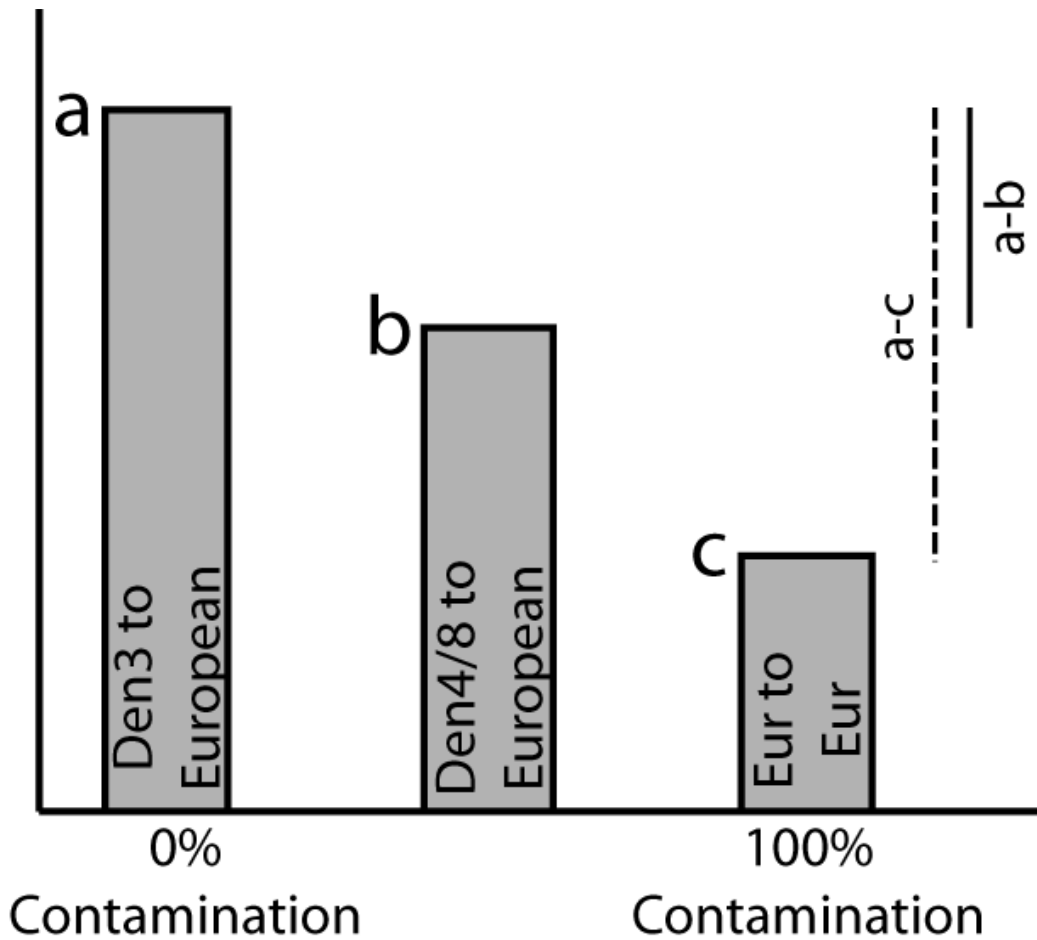 a
b
c
a-c
a-b
Den3 to
European
Den4/8 to
European
Eur to
Eur
0%
Contamination
100%
Contamination